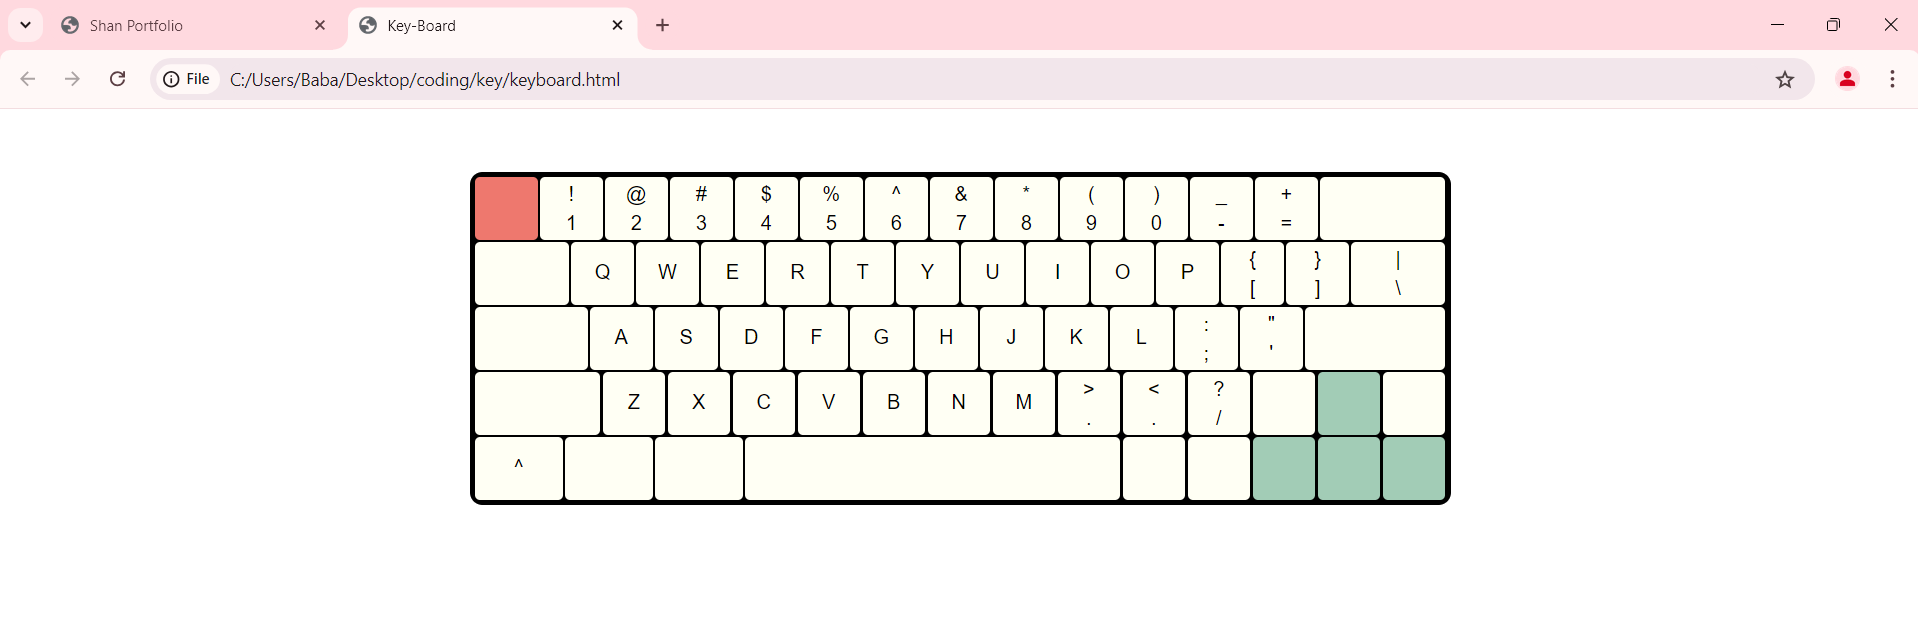 Shan Portfolio
Key-Board
File C:/Users/Baba/Desktop/coding/key/keyboard.html
! @ # $ % ^ & * ( ) _ +
1 2 3 4 5 6 7 8 9 0 - =
{ } |
Q W E R T Y U I O P
[ ] \
: "
A S D F G H J K L
; '
> < ?
Z X C V B N M
. . /
^